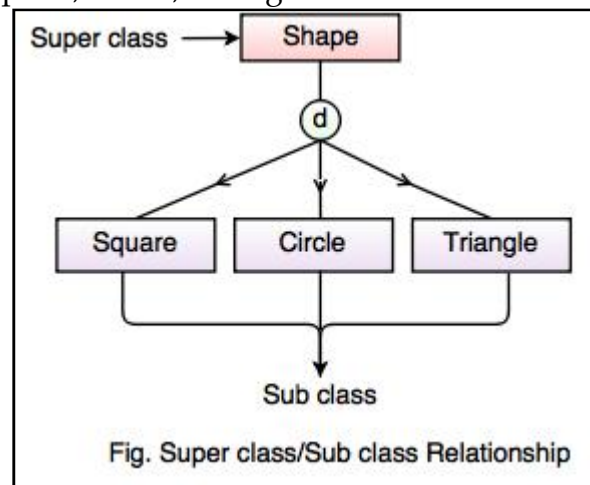 Super class
Shape
d
Square
Circle
Triangle
Sub class
Fig. Super class/Sub class Relationship